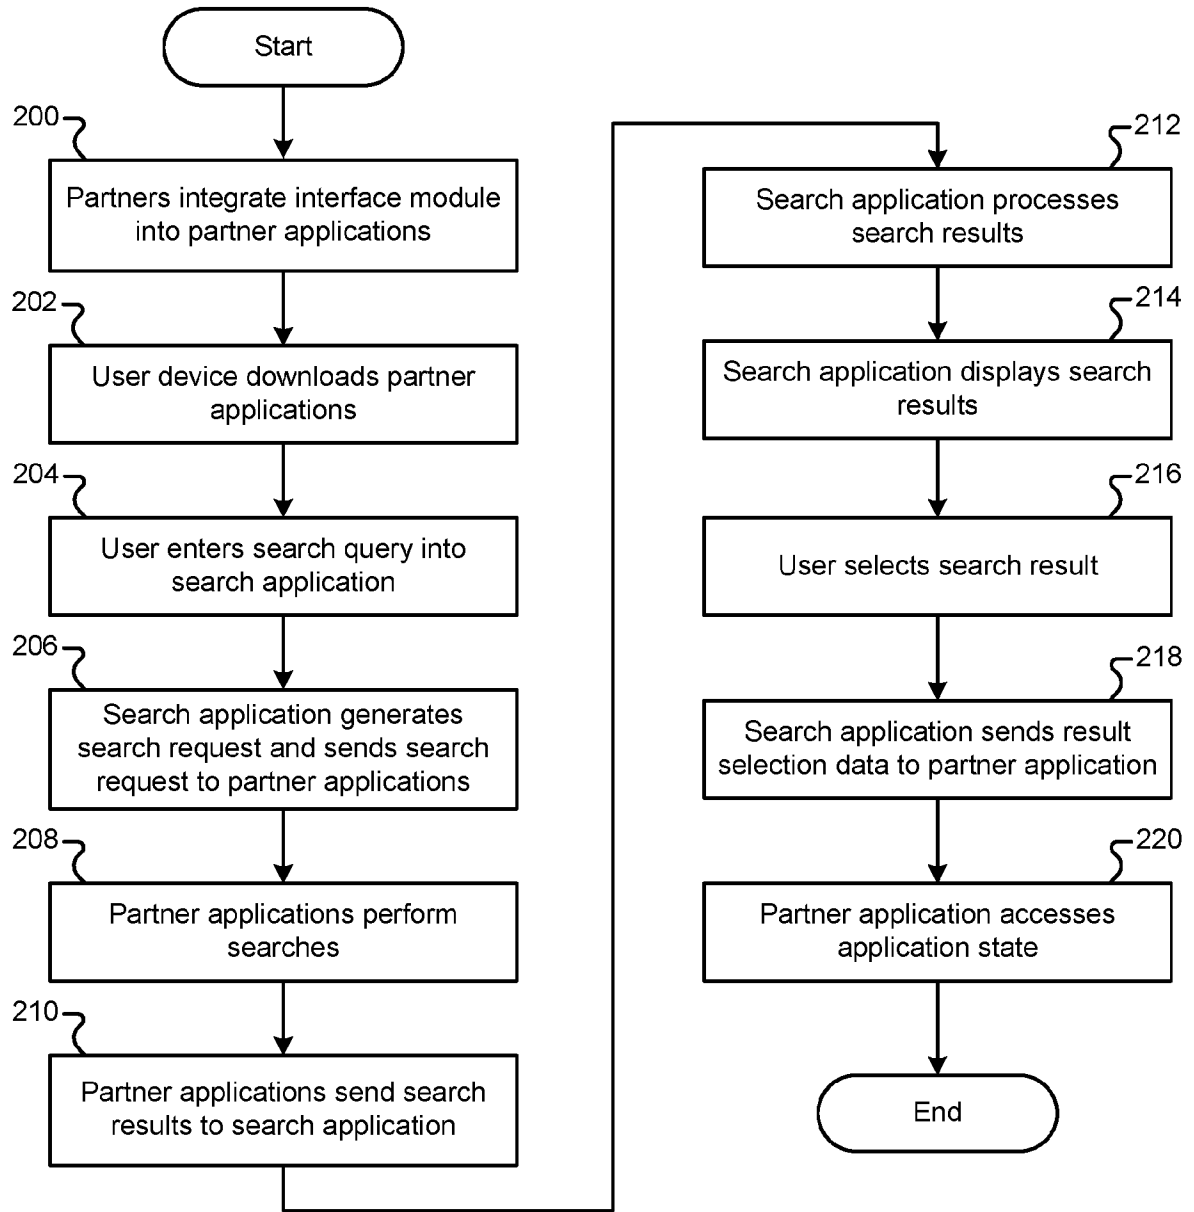 Start
200
Partners integrate interface module
into partner applications
202
User device downloads partner
applications
204
User enters search query into
search application
206
Search application generates
search request and sends search
request to partner applications
208
Partner applications perform
searches
210
Partner applications send search
results to search application
212
Search application processes
search results
214
Search application displays search
results
216
User selects search result
218
Search application sends result
selection data to partner application
220
Partner application accesses
application state
End